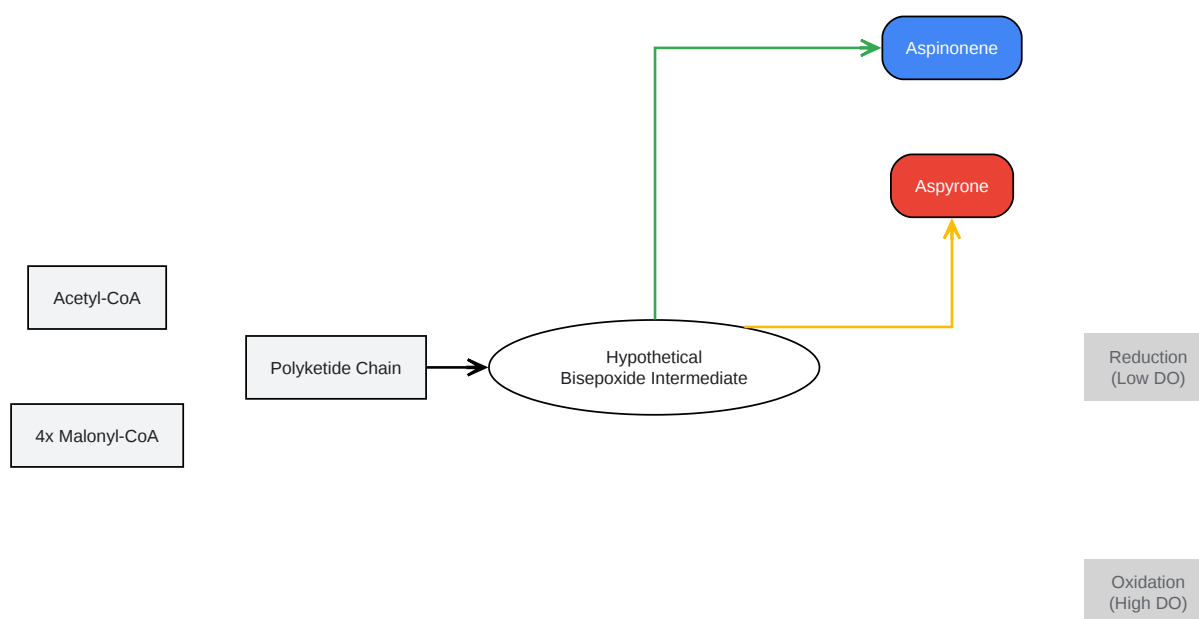 Aspinonene
Aspyrone
Acetyl-CoA
4x Malonyl-CoA
Polyketide Chain
Hypothetical
Bisepoxide Intermediate
Reduction
(Low DO)
Oxidation
(High DO)